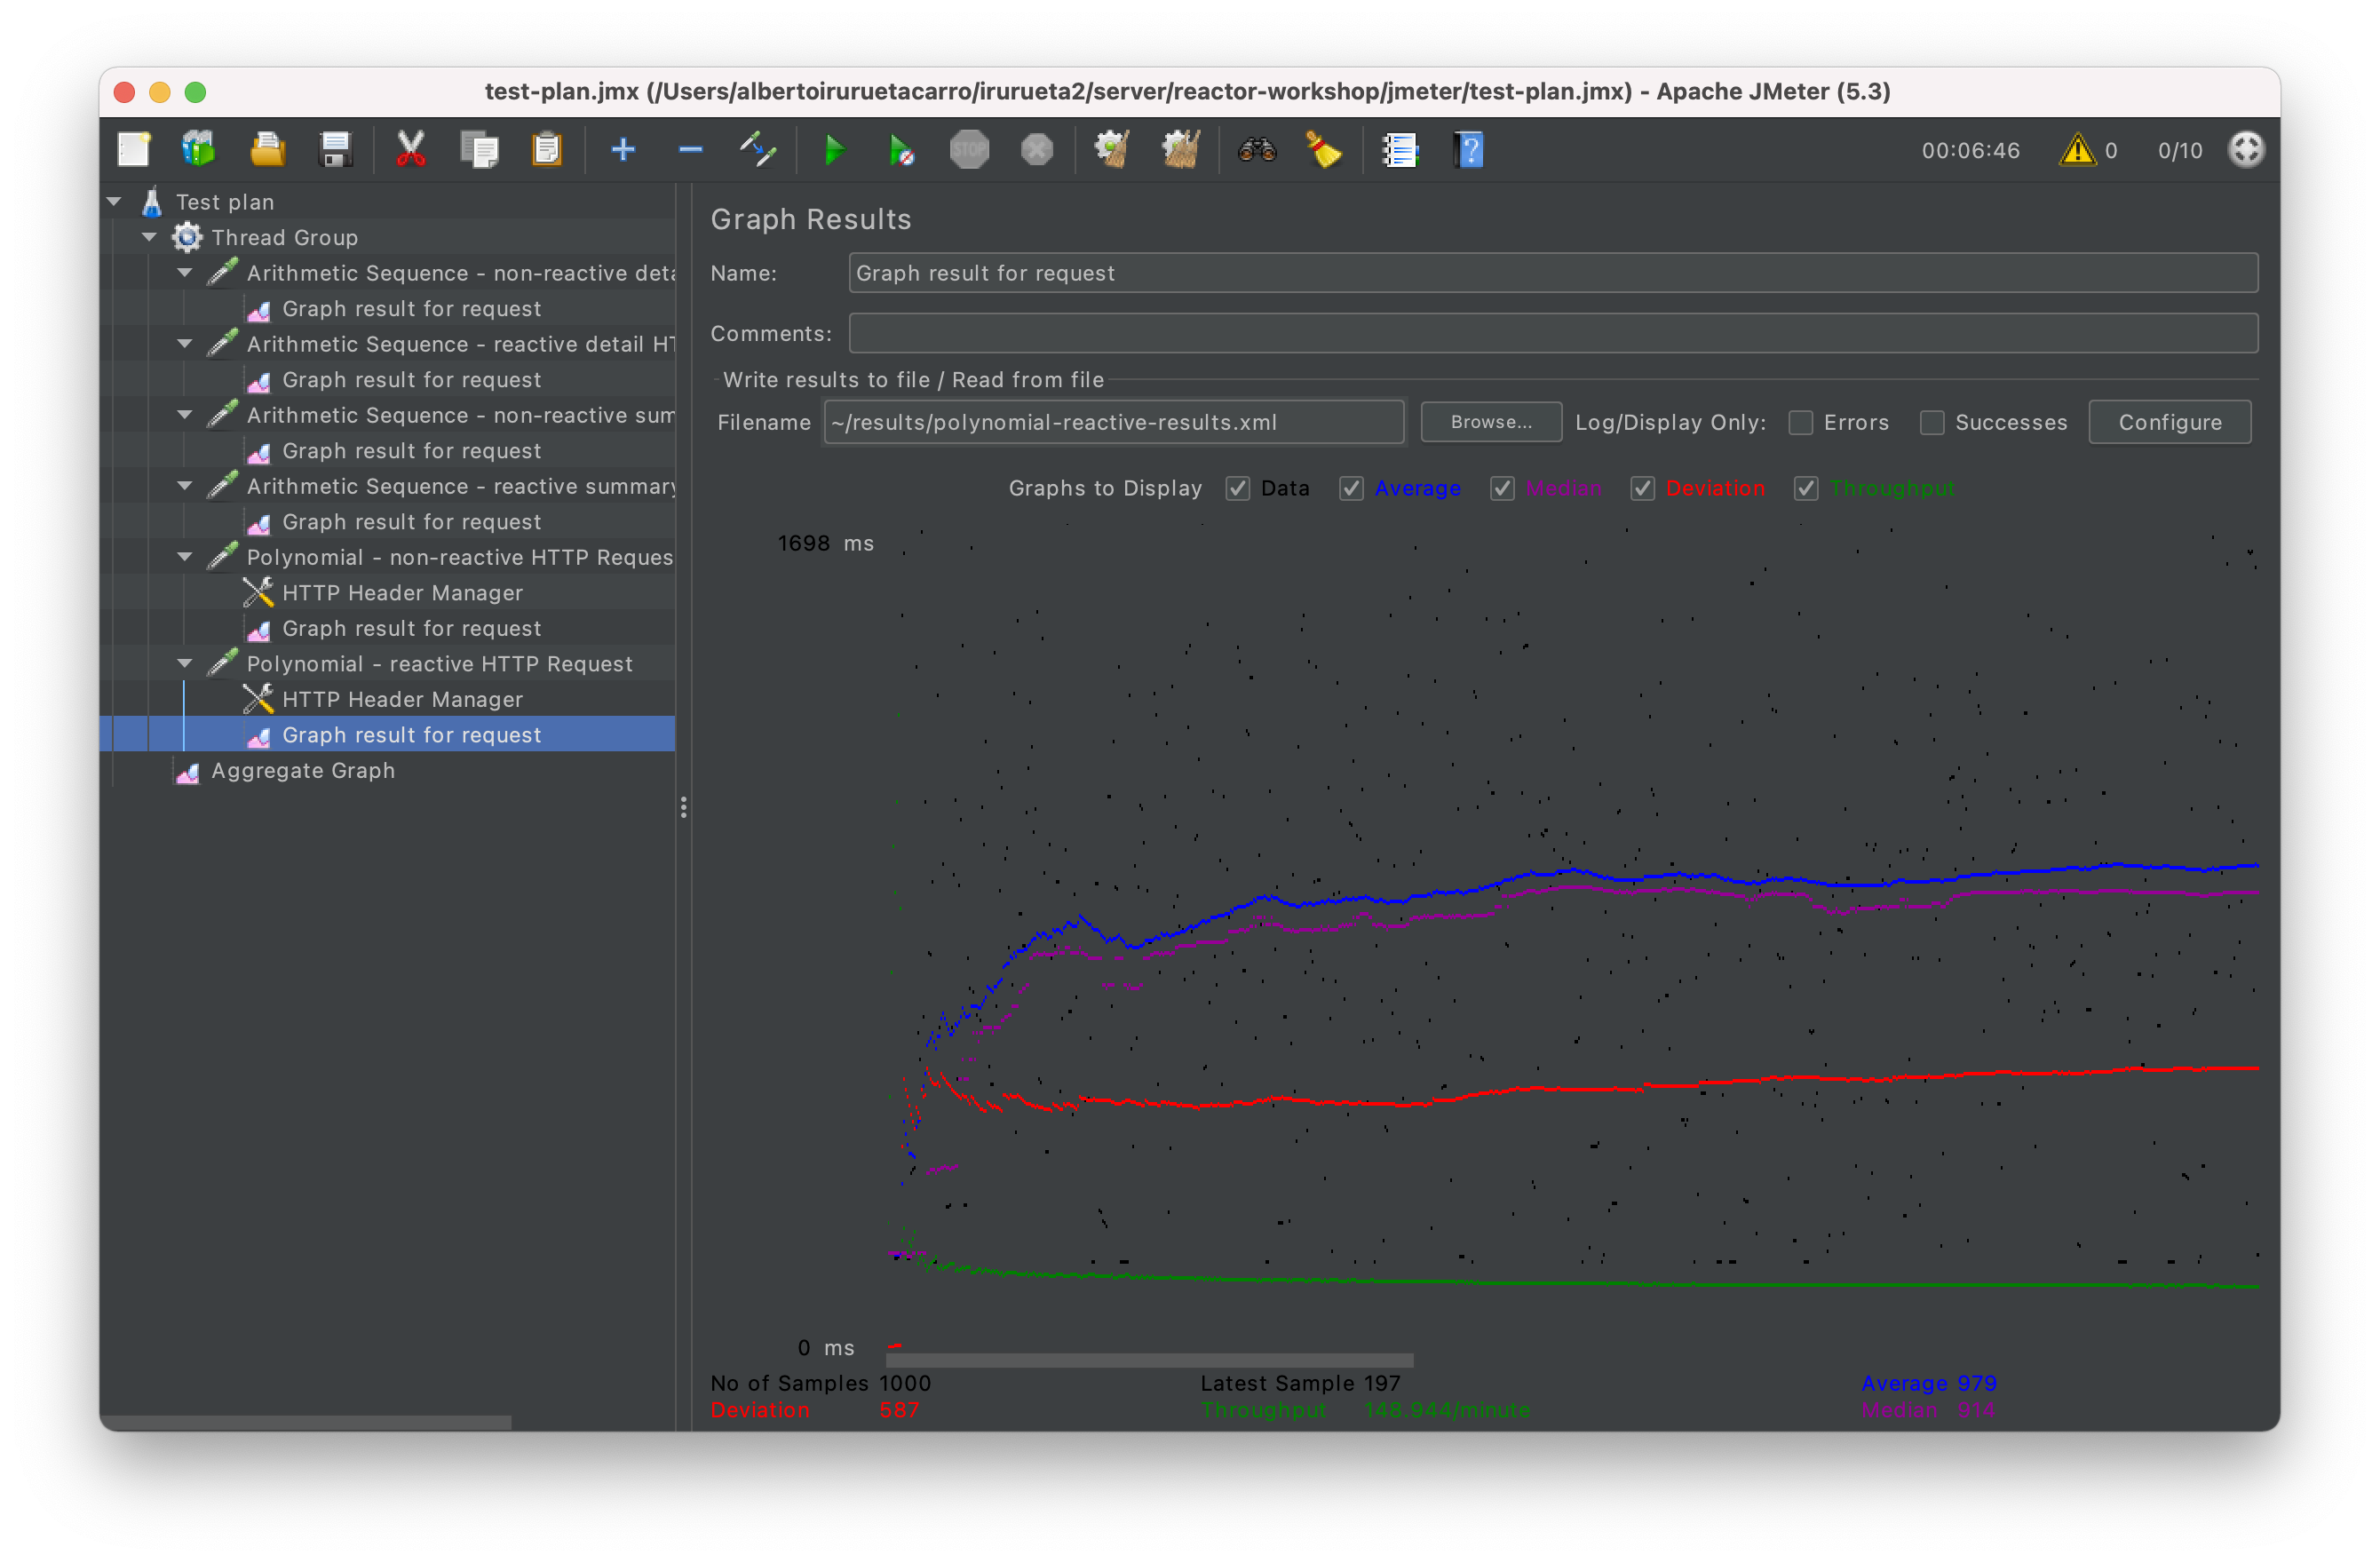 test-plan.jmx (/Users/albertoiruruetacarro/irurueta2/server/reactor-workshop/jmeter/test-plan.jmx) - Apache JMeter (5.3)
STOP
00:06:46 0 0/10
Test plan
Thread Group
Arithmetic Sequence - non-reactive deta
Graph result for request
Arithmetic Sequence - reactive detail HT
Graph result for request
Arithmetic Sequence - non-reactive sum
Graph result for request
Arithmetic Sequence - reactive summary
Graph result for request
Polynomial - non-reactive HTTP Reques
HTTP Header Manager
Graph result for request
Polynomial - reactive HTTP Request
HTTP Header Manager
Graph result for request
Aggregate Graph
Graph Results
Name: Graph result for request
Comments:
Write results to file / Read from file
Filename ~/results/polynomial-reactive-results.xml Browse... Log/Display Only: Errors Successes Configure
Graphs to Display Data Average Median Deviation Throughput
1698 ms
0 ms
No of Samples 1000 Latest Sample 197 Average 979
Deviation 587 Throughput 148.944/minute Median 914